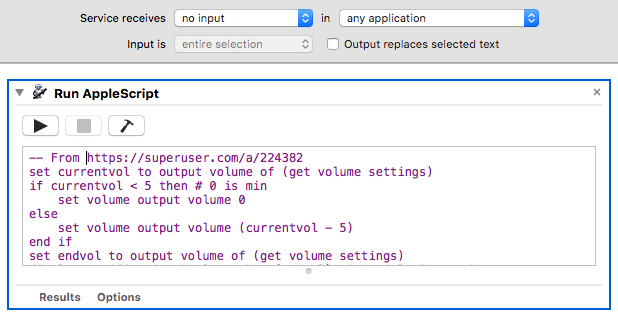 Service receives no input in any application
Input is entire selection Output replaces selected text
Run AppleScript
-- From https://superuser.com/a/224382
set currentvol to output volume of (get volume settings)
if currentvol < 5 then # 0 is min
set volume output volume 0
else
set volume output volume (currentvol - 5)
end if
set endvol to output volume of (get volume settings)
Results Options